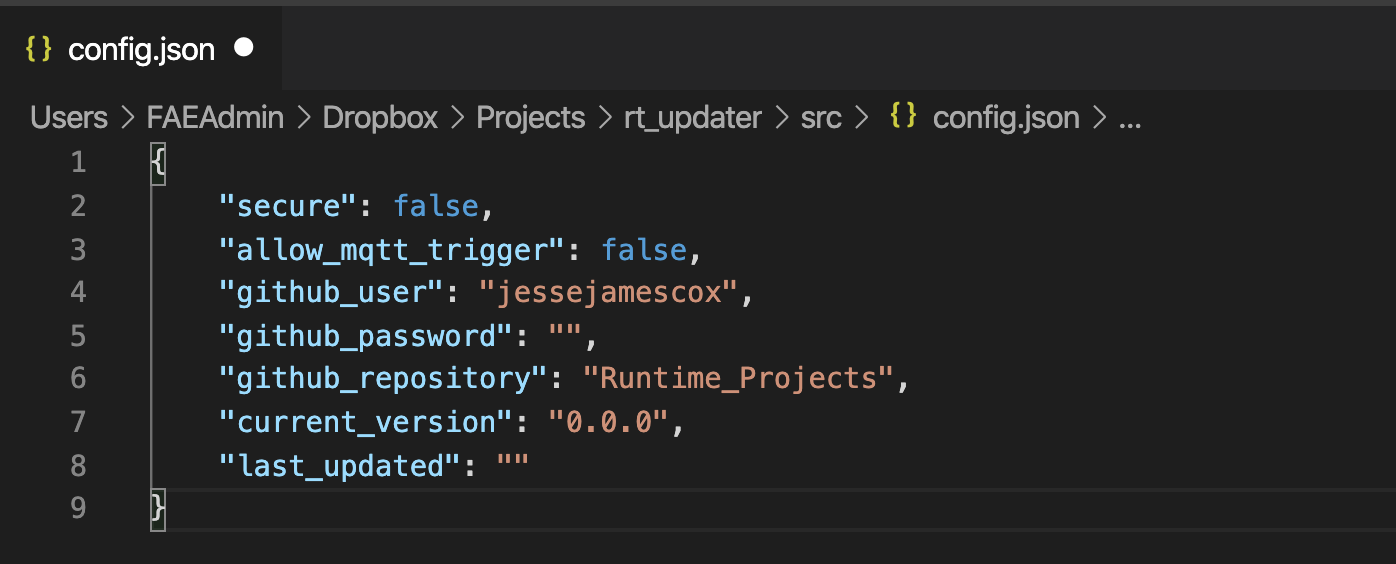 {} config.json ●
Users > FAEAdmin > Dropbox > Projects > rt_updater > src > {} config.json > ...
1 {
2 "secure": false,
3 "allow_mqtt_trigger": false,
4 "github_user": "jessejamescox",
5 "github_password": "",
6 "github_repository": "Runtime_Projects",
7 "current_version": "0.0.0",
8 "last_updated": ""
9 }